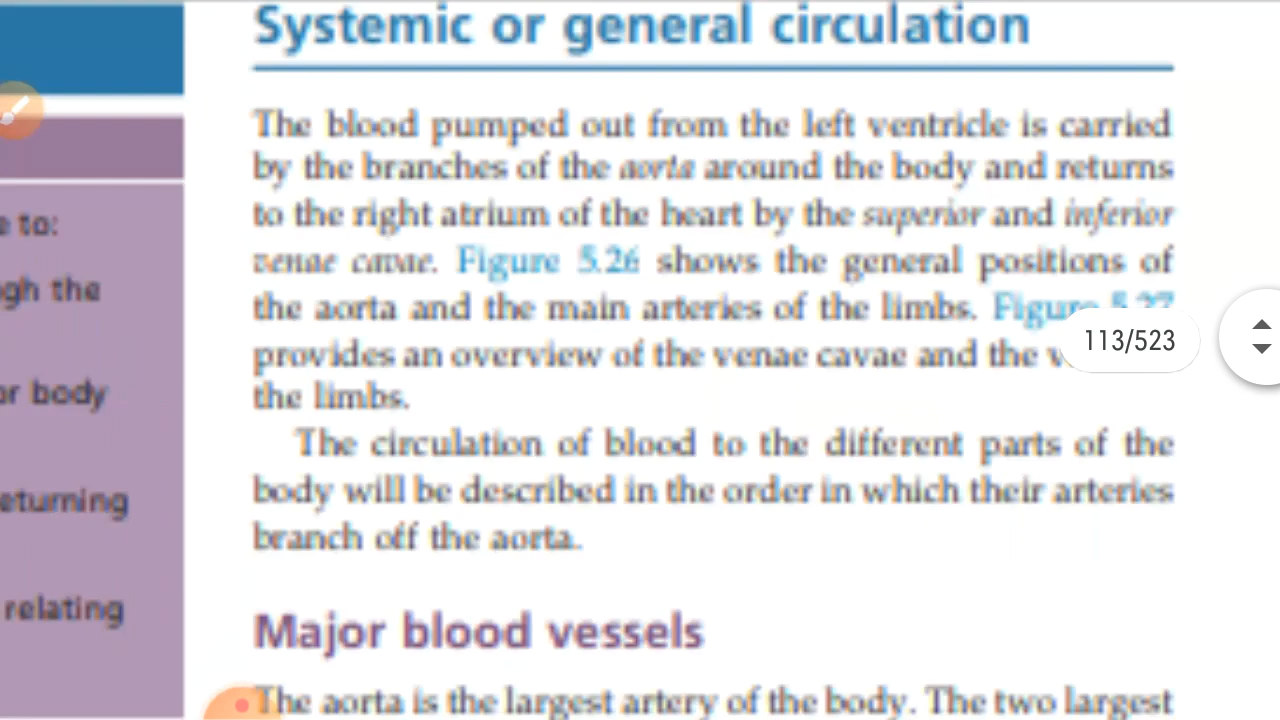 Systemic or general circulation
The blood pumped out from the left ventricle is carried
by the branches of the aorta around the body and returns
to the right atrium of the heart by the superior and inferior
venae cavae. Figure 5.26 shows the general positions of
the aorta and the main arteries of the limbs. Figure 5.27
provides an overview of the venae cavae and the
the limbs.
The circulation of blood to the different parts of the
body will be described in the order in which their arteries
branch off the aorta.
Major blood vessels
The aorta is the largest artery of the body. The two largest
e to:
gh the
or body
eturning
relating
113/523